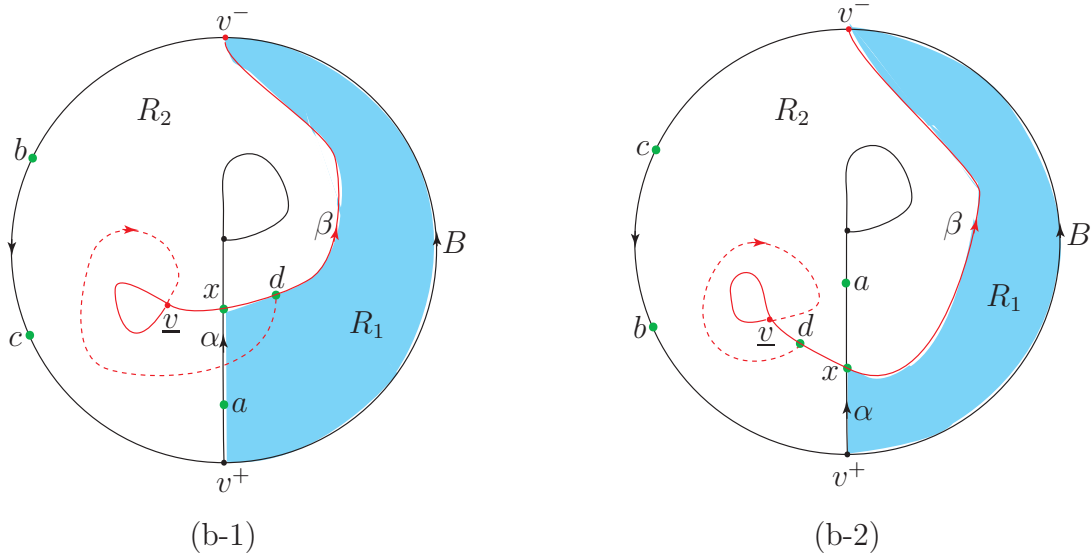 v⁻
R₂
b
β
B
x
d
v
R₁
c
α
a
v⁺
(b-1)
v⁻
R₂
c
β
B
a
R₁
b
v
d
x
α
v⁺
(b-2)